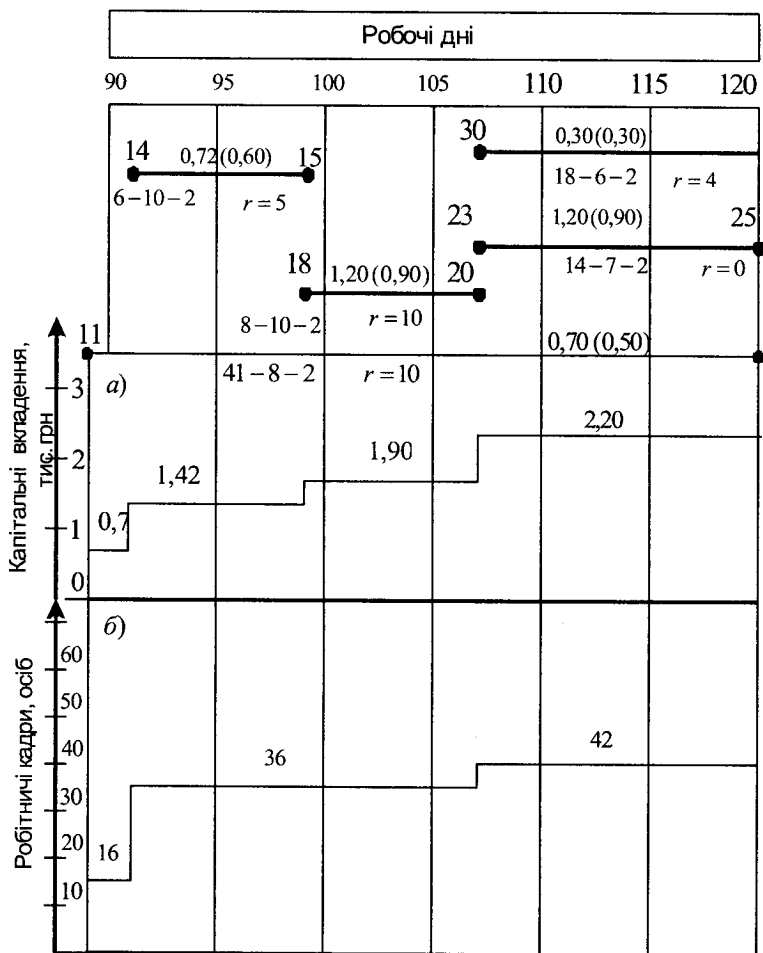 Робочі дні
90 95 100 105 110 115 120
30 0,30(0,30)
14 0,72(0,60) 15
18−6−2 r=4
6−10−2 r=5
23 1,20(0,90) 25
18 1,20(0,90) 20
14−7−2 r=0
8−10−2 r=10
11 0,70(0,50)
41−8−2 r=10
Капітальні вкладення,
тис. грн
а)
3
2
1
0
0,7
1,42
1,90
2,20
Робітничі кадри, осіб
б)
60
50
40
30
20
10
16
36
42